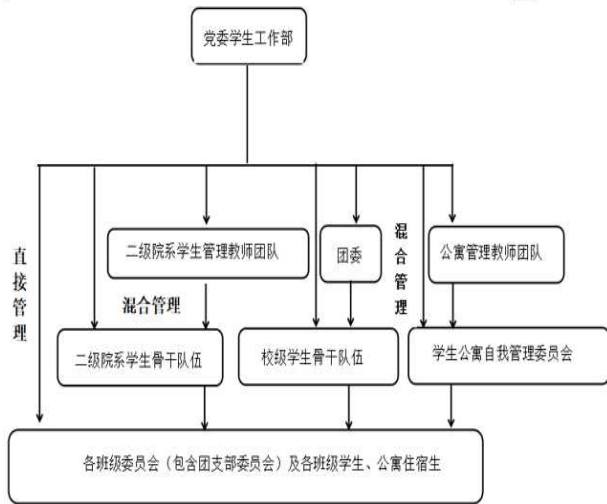 党委学生工作部
直接管理
二级院系学生管理教师团队
团委
混合管理
公寓管理教师团队
混合管理
二级院系学生骨干队伍
校级学生骨干队伍
学生公寓自我管理委员会
各班级委员会（包含团支部委员会）及各班级学生、公寓住宿生